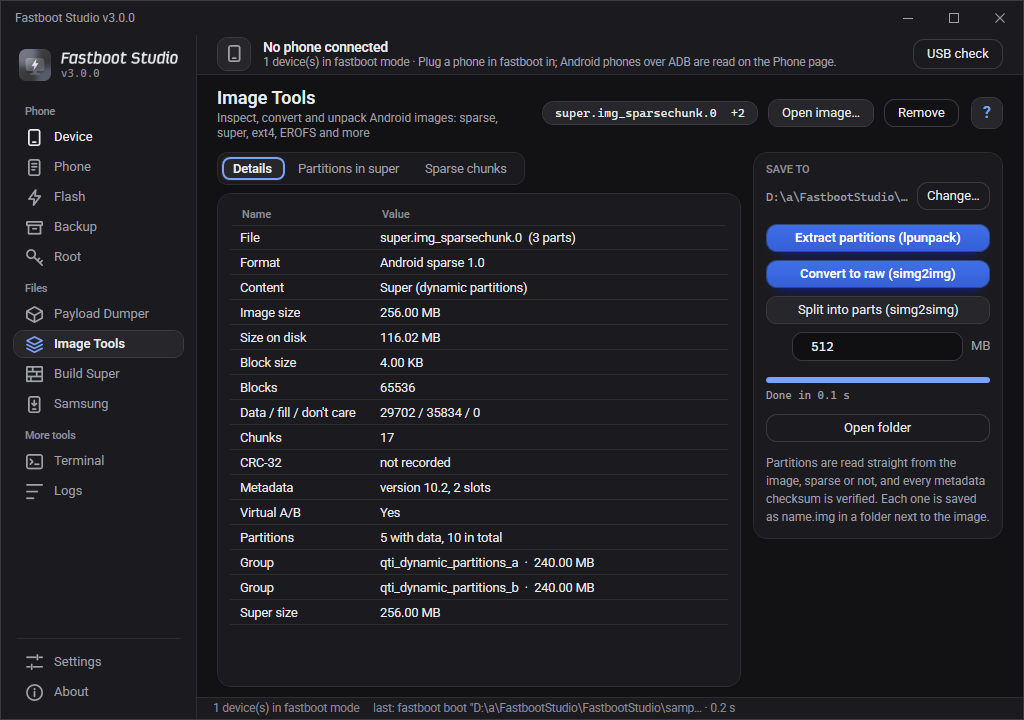 Fastboot Studio v3.0.0
Fastboot Studio
v3.0.0
Phone
Device
Phone
Flash
Backup
Root
Files
Payload Dumper
Image Tools
Build Super
Samsung
More tools
Terminal
Logs
Settings
About
No phone connected
1 device(s) in fastboot mode · Plug a phone in fastboot in; Android phones over ADB are read on the Phone page.
USB check
Image Tools
Inspect, convert and unpack Android images: sparse,
super, ext4, EROFS and more
super.img_sparsechunk.0 +2
Open image...
Remove
?
Details
Partitions in super
Sparse chunks
Name Value
File super.img_sparsechunk.0 (3 parts)
Format Android sparse 1.0
Content Super (dynamic partitions)
Image size 256.00 MB
Size on disk 116.02 MB
Block size 4.00 KB
Blocks 65536
Data / fill / don't care 29702 / 35834 / 0
Chunks 17
CRC-32 not recorded
Metadata version 10.2, 2 slots
Virtual A/B Yes
Partitions 5 with data, 10 in total
Group qti_dynamic_partitions_a · 240.00 MB
Group qti_dynamic_partitions_b · 240.00 MB
Super size 256.00 MB
SAVE TO
D:\a\FastbootStudio\...
Change...
Extract partitions (lpunpack)
Convert to raw (simg2img)
Split into parts (simg2simg)
512 MB
Done in 0.1 s
Open folder
Partitions are read straight from the
image, sparse or not, and every metadata
checksum is verified. Each one is saved
as name.img in a folder next to the image.
1 device(s) in fastboot mode last: fastboot boot "D:\a\FastbootStudio\FastbootStudio\samp... · 0.2 s